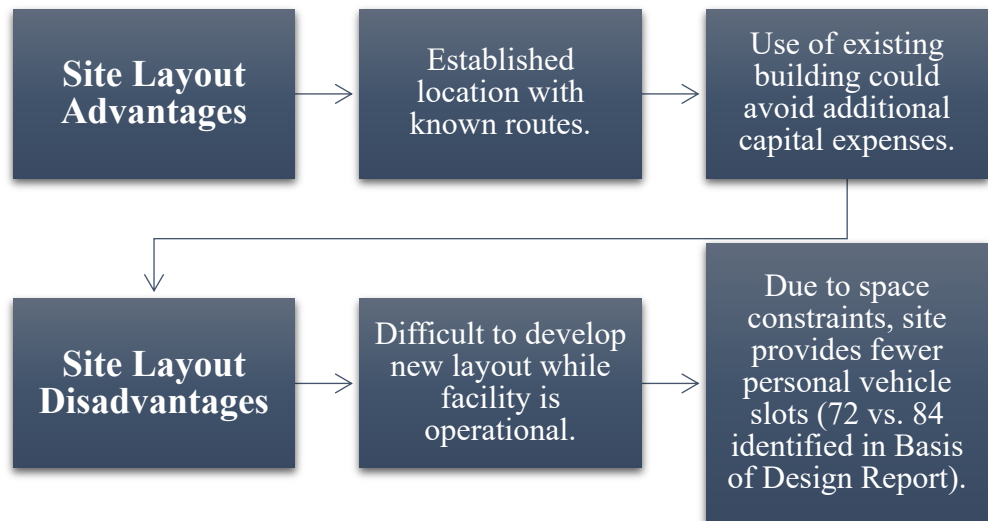 Site Layout
Advantages
Established
location with
known routes.
Use of existing
building could
avoid additional
capital expenses.
Site Layout
Disadvantages
Difficult to develop
new layout while
facility is
operational.
Due to space
constraints, site
provides fewer
personal vehicle
slots (72 vs. 84
identified in Basis
of Design Report).